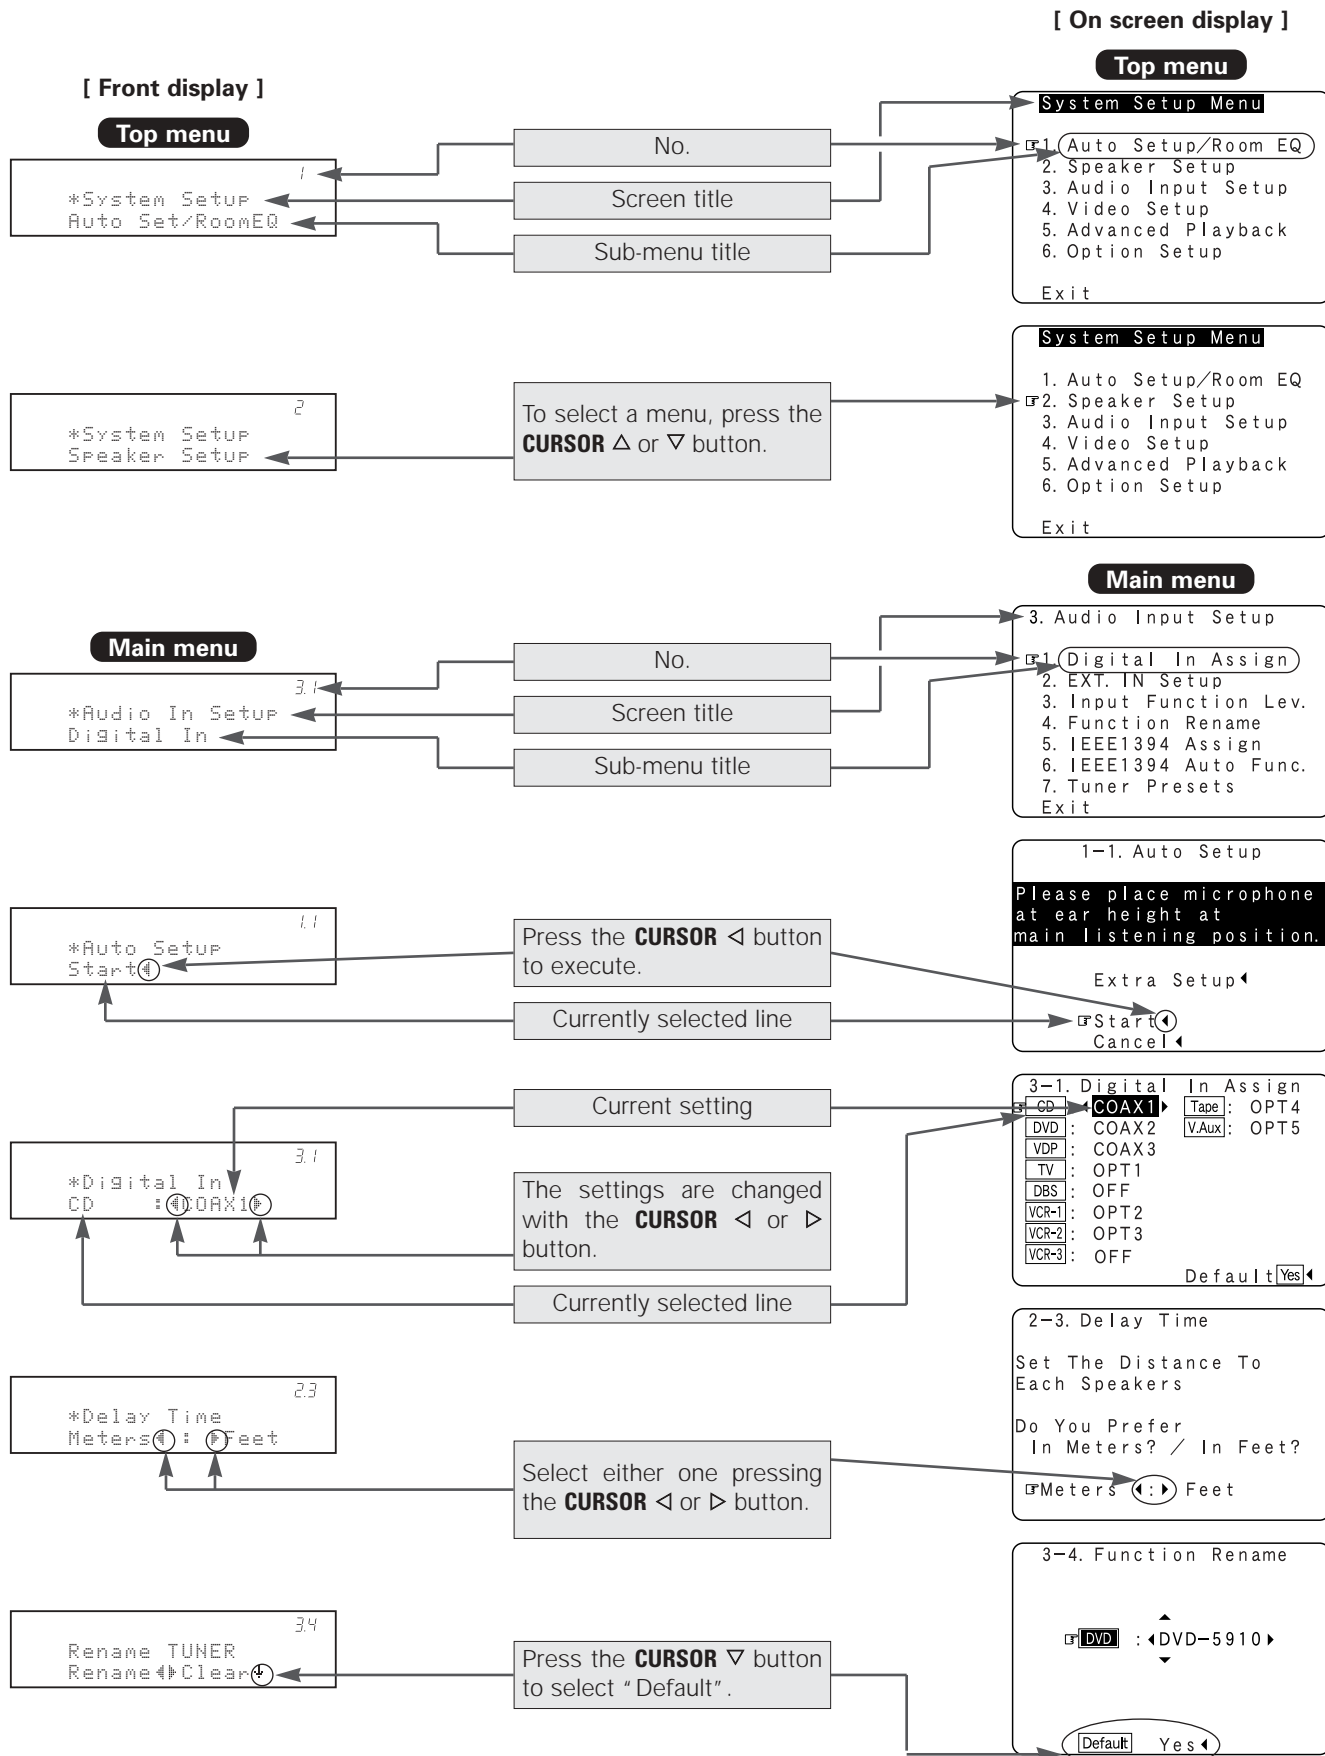 [ On screen display ]
[ Front display ]
Top menu
Top menu
1
*System Setup
Auto Set/RoomEQ
No.
Screen title
Sub-menu title
System Setup Menu
☞1. Auto Setup/Room EQ
2. Speaker Setup
3. Audio Input Setup
4. Video Setup
5. Advanced Playback
6. Option Setup
Exit
2
*System Setup
Speaker Setup
To select a menu, press the
CURSOR △ or ▽ button.
System Setup Menu
1. Auto Setup/Room EQ
☞2. Speaker Setup
3. Audio Input Setup
4. Video Setup
5. Advanced Playback
6. Option Setup
Exit
Main menu
Main menu
3.1
*Audio In Setup
Digital In
No.
Screen title
Sub-menu title
3. Audio Input Setup
☞1. Digital In Assign
2. EXT. IN Setup
3. Input Function Lev.
4. Function Rename
5. IEEE1394 Assign
6. IEEE1394 Auto Func.
7. Tuner Presets
Exit
1.1
*Auto Setup
Start◀
Press the CURSOR ◁ button
to execute.
Currently selected line
1-1. Auto Setup
Please place microphone
at ear height at
main listening position.
Extra Setup◀
☞Start◀
Cancel◀
3.1
*Digital In
CD :◀COAX1▶
Current setting
The settings are changed
with the CURSOR ◁ or ▷
button.
Currently selected line
3-1. Digital In Assign
☞CD ◀COAX1▶ Tape: OPT4
DVD: COAX2 V.Aux: OPT5
VDP: COAX3
TV: OPT1
DBS: OFF
VCR-1: OPT2
VCR-2: OPT3
VCR-3: OFF
Default Yes◀
2.3
*Delay Time
Meters◀ : ▶Feet
Select either one pressing
the CURSOR ◁ or ▷ button.
2-3. Delay Time
Set The Distance To
Each Speakers
Do You Prefer
In Meters? / In Feet?
☞Meters ◀:▶ Feet
3.4
Rename TUNER
Rename◀▶Clear↓
Press the CURSOR ▽ button
to select "Default".
3-4. Function Rename
☞DVD :◀DVD-5910▶
Default Yes◀